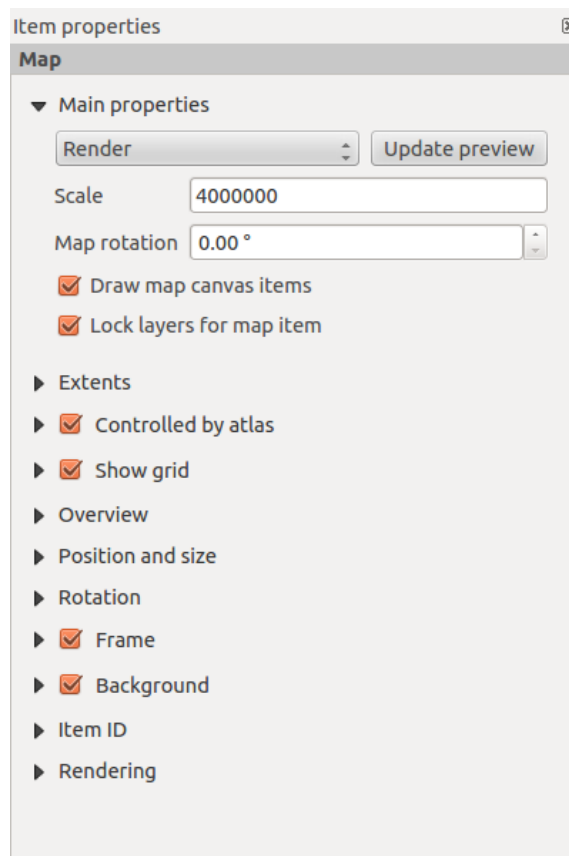 Item properties
Map
Main properties
Render Update preview
Scale 4000000
Map rotation 0.00 °
Draw map canvas items
Lock layers for map item
Extents
Controlled by atlas
Show grid
Overview
Position and size
Rotation
Frame
Background
Item ID
Rendering